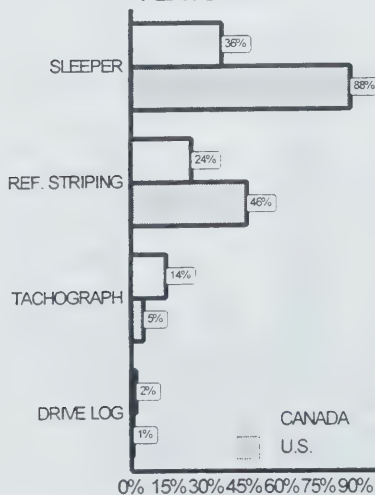 36%
SLEEPER
88%
24%
REF. STRIPING
46%
14%
TACHOGRAPH
5%
2%
DRIVE LOG
1%
CANADA
U.S.
0% 15% 30% 45% 60% 75% 90%